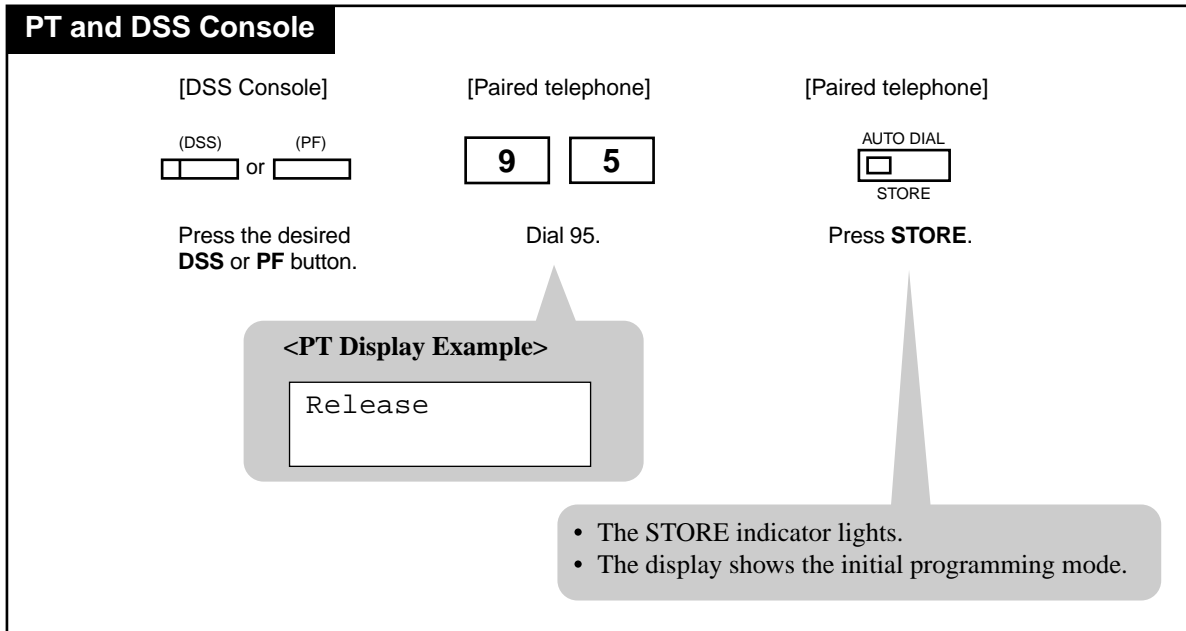 PT and DSS Console
[DSS Console]
[Paired telephone]
[Paired telephone]
(DSS)
(PF)
or
9
5
AUTO DIAL
STORE
Press the desired
DSS or PF button.
Dial 95.
Press STORE.
<PT Display Example>
Release
• The STORE indicator lights.
• The display shows the initial programming mode.